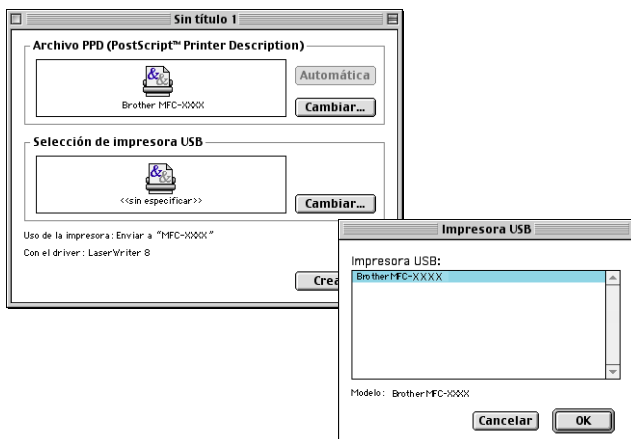 Sin título 1
Archivo PPD (PostScript™ Printer Description)
Automática
Brother MFC-XXXX
Cambiar...
Selección de impresora USB
<<sin especificar>>
Cambiar...
Uso de la impresora: Enviar a "MFC-XXXX"
Con el driver: LaserWriter 8
Crea
Impresora USB
Impresora USB:
Brother MFC-XXXX
Modelo: Brother MFC-XXXX
Cancelar
OK